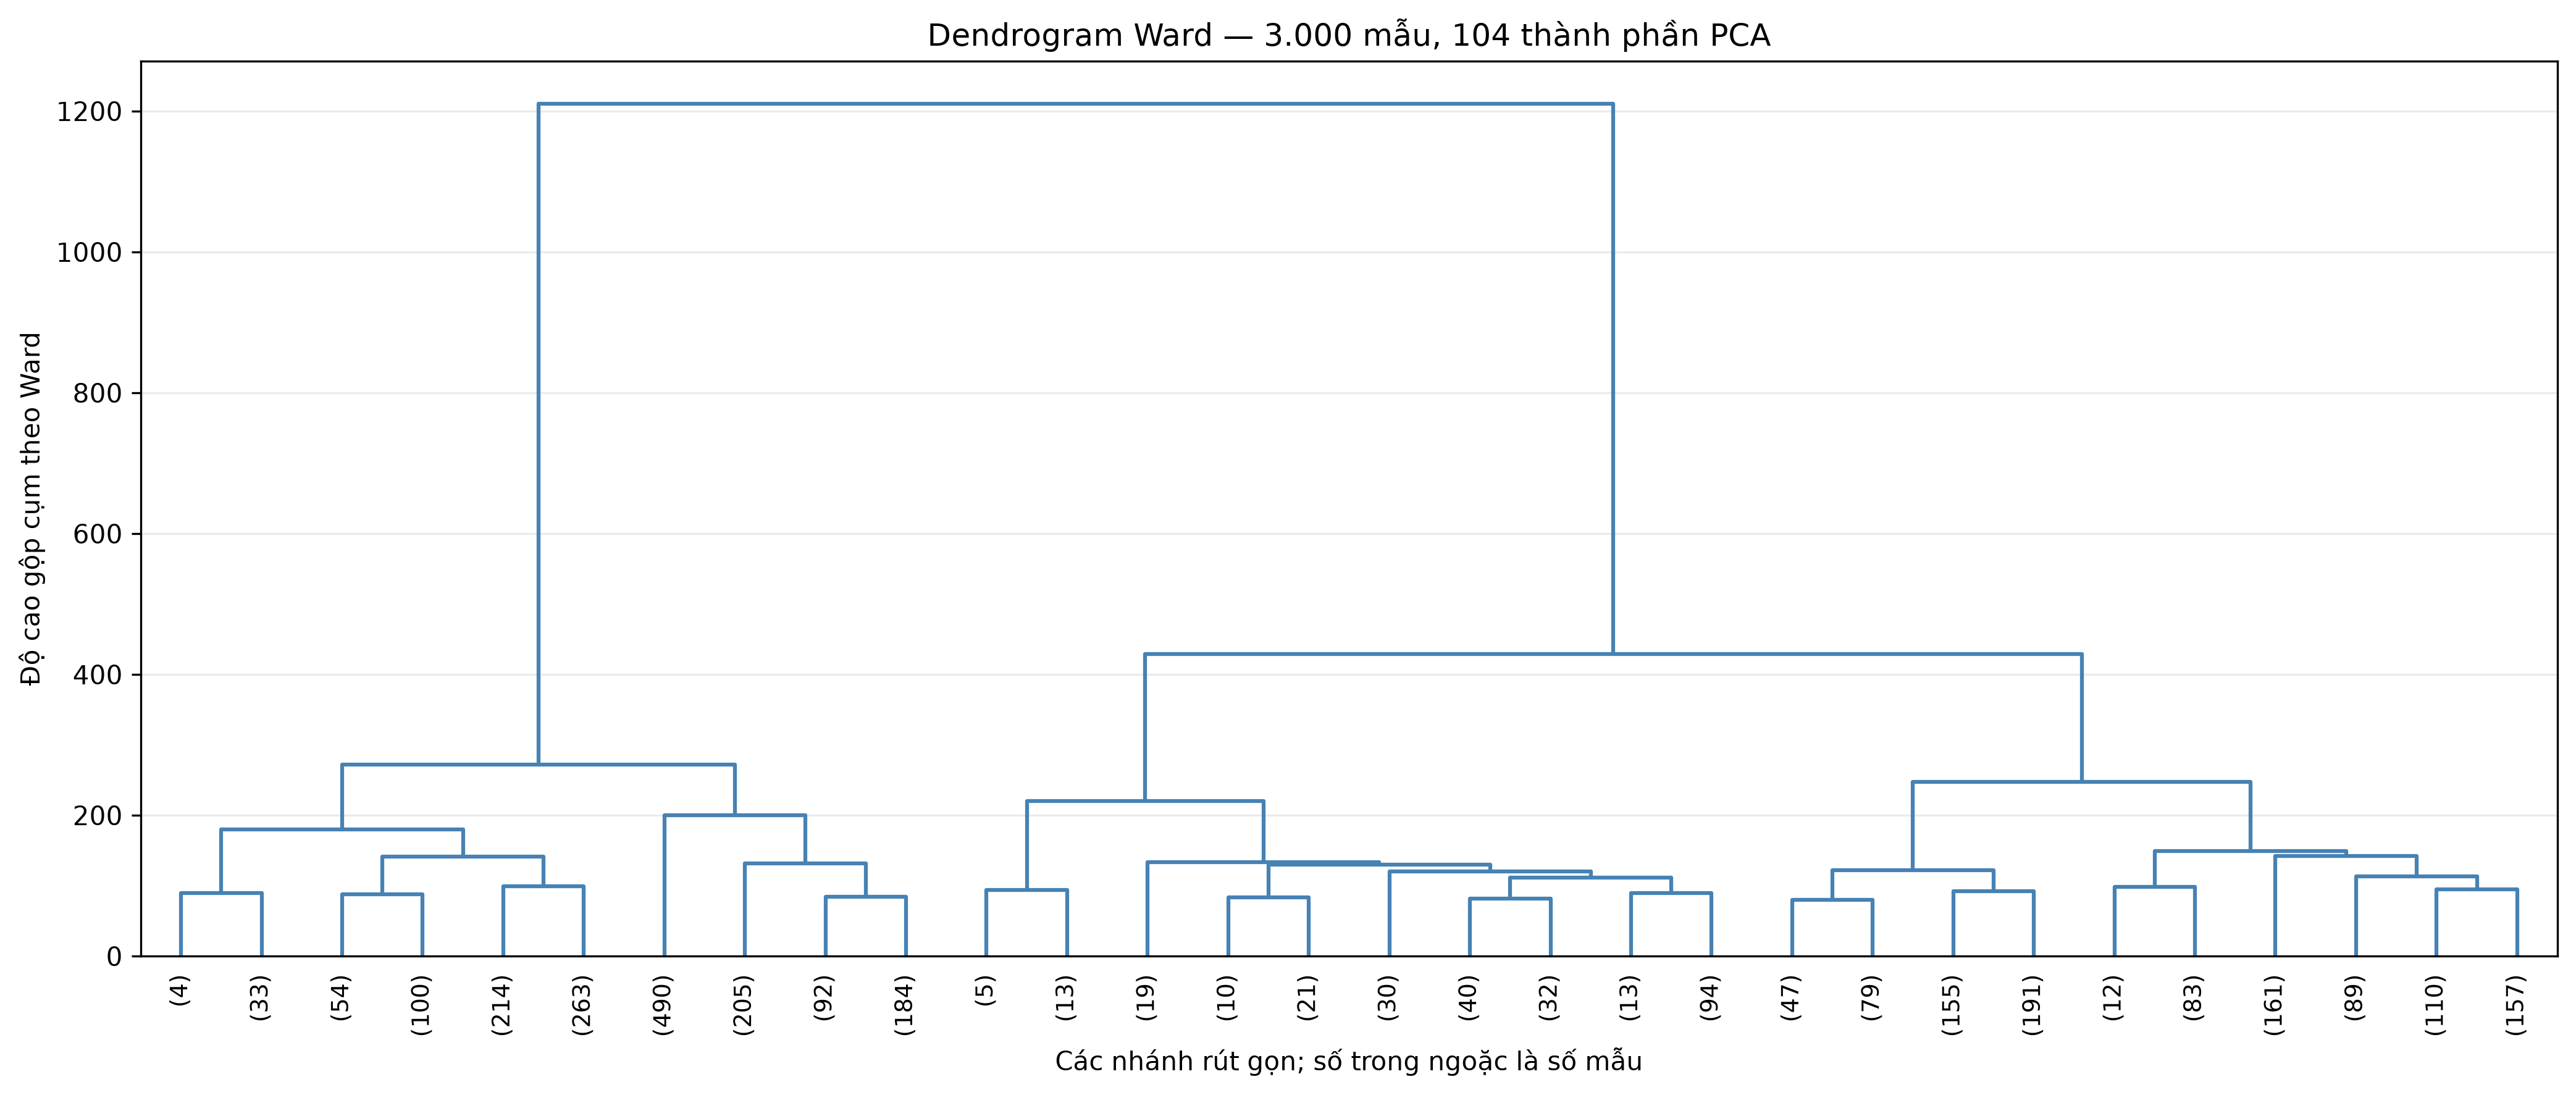 Dendrogram Ward — 3.000 mẫu, 104 thành phần PCA
Độ cao gộp cụm theo Ward
1200
1000
800
600
400
200
0
(4) (33) (54) (100) (214) (263) (490) (205) (92) (184) (5) (13) (19) (10) (21) (30) (40) (32) (13) (94) (47) (79) (155) (191) (12) (83) (161) (89) (110) (157)
Các nhánh rút gọn; số trong ngoặc là số mẫu